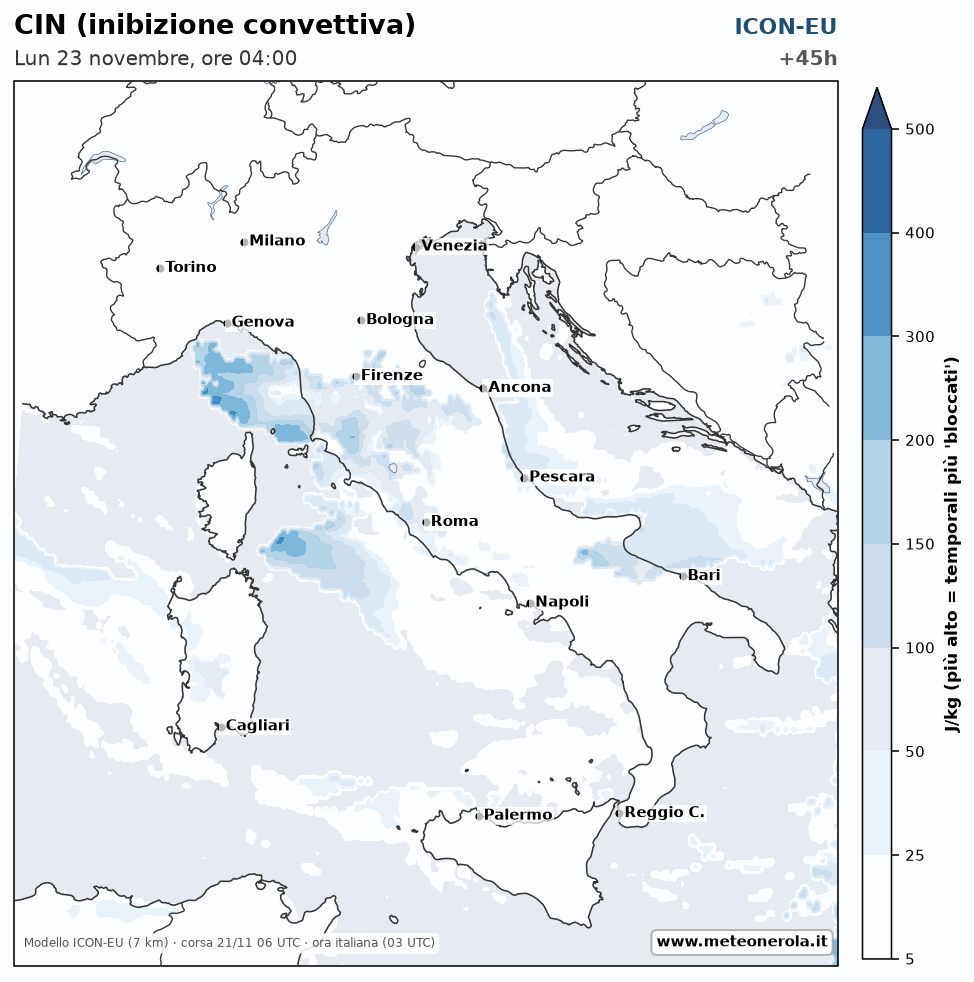 CIN (inibizione convettiva)
ICON-EU
Lun 23 novembre, ore 04:00
+45h
Milano
Venezia
Torino
Genova
Bologna
Firenze
Ancona
Pescara
Roma
Bari
Napoli
Cagliari
Palermo
Reggio C.
Modello ICON-EU (7 km) · corsa 21/11 06 UTC · ora italiana (03 UTC)
www.meteonerola.it
500
400
300
200
150
100
50
25
5
J/kg (più alto = temporali più 'bloccati')